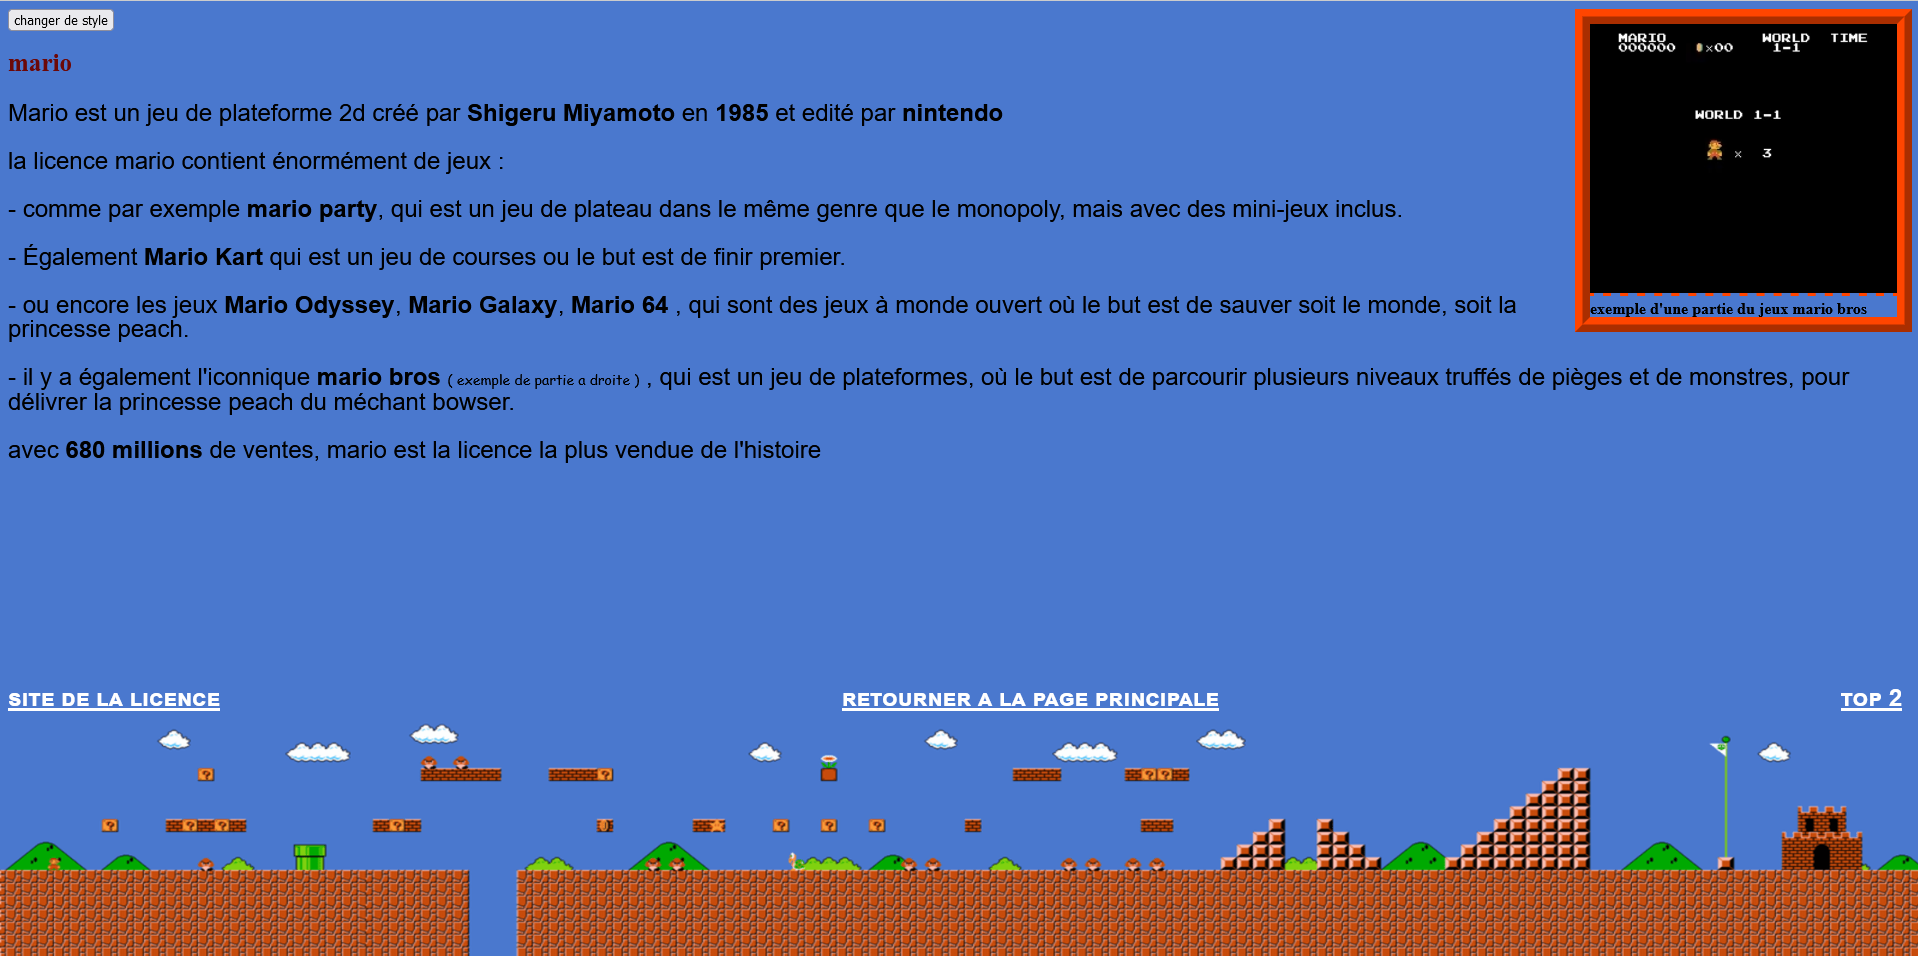 changer de style
mario
Mario est un jeu de plateforme 2d créé par Shigeru Miyamoto en 1985 et edité par nintendo
la licence mario contient énormément de jeux :
- comme par exemple mario party, qui est un jeu de plateau dans le même genre que le monopoly, mais avec des mini-jeux inclus.
- Également Mario Kart qui est un jeu de courses ou le but est de finir premier.
- ou encore les jeux Mario Odyssey, Mario Galaxy, Mario 64 , qui sont des jeux à monde ouvert où le but est de sauver soit le monde, soit la
princesse peach.
- il y a également l'iconnique mario bros ( exemple de partie a droite ) , qui est un jeu de plateformes, où le but est de parcourir plusieurs niveaux truffés de pièges et de monstres, pour
délivrer la princesse peach du méchant bowser.
avec 680 millions de ventes, mario est la licence la plus vendue de l'histoire
MARIO WORLD TIME
000000 ×00 1-1
WORLD 1-1
× 3
exemple d'une partie du jeux mario bros
SITE DE LA LICENCE
RETOURNER A LA PAGE PRINCIPALE
TOP 2
? 
?
? ? ?
?
?
? ? ?
? ?